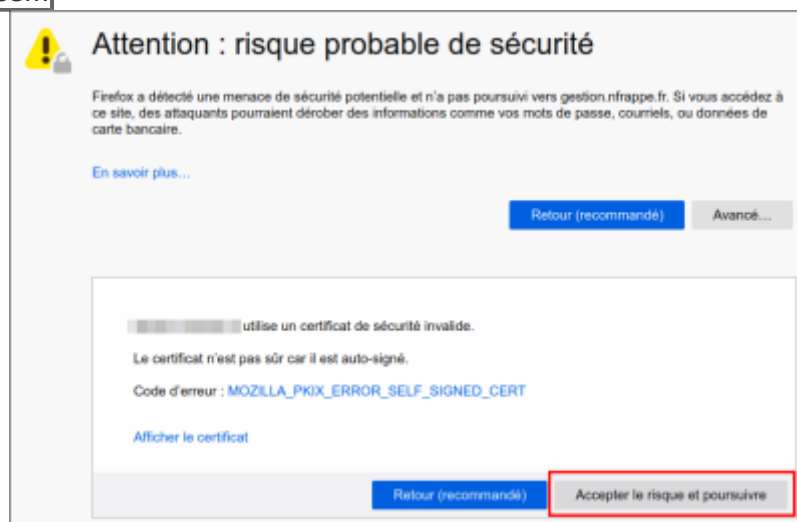 Attention : risque probable de sécurité
Firefox a détecté une menace de sécurité potentielle et n'a pas poursuivi vers gestion.nfrappe.fr. Si vous accédez à
ce site, des attaquants pourraient dérober des informations comme vos mots de passe, courriels, ou données de
carte bancaire.
En savoir plus…
Retour (recommandé) Avancé…
utilise un certificat de sécurité invalide.
Le certificat n'est pas sûr car il est auto-signé.
Code d'erreur : MOZILLA_PKIX_ERROR_SELF_SIGNED_CERT
Afficher le certificat
Retour (recommandé) Accepter le risque et poursuivre